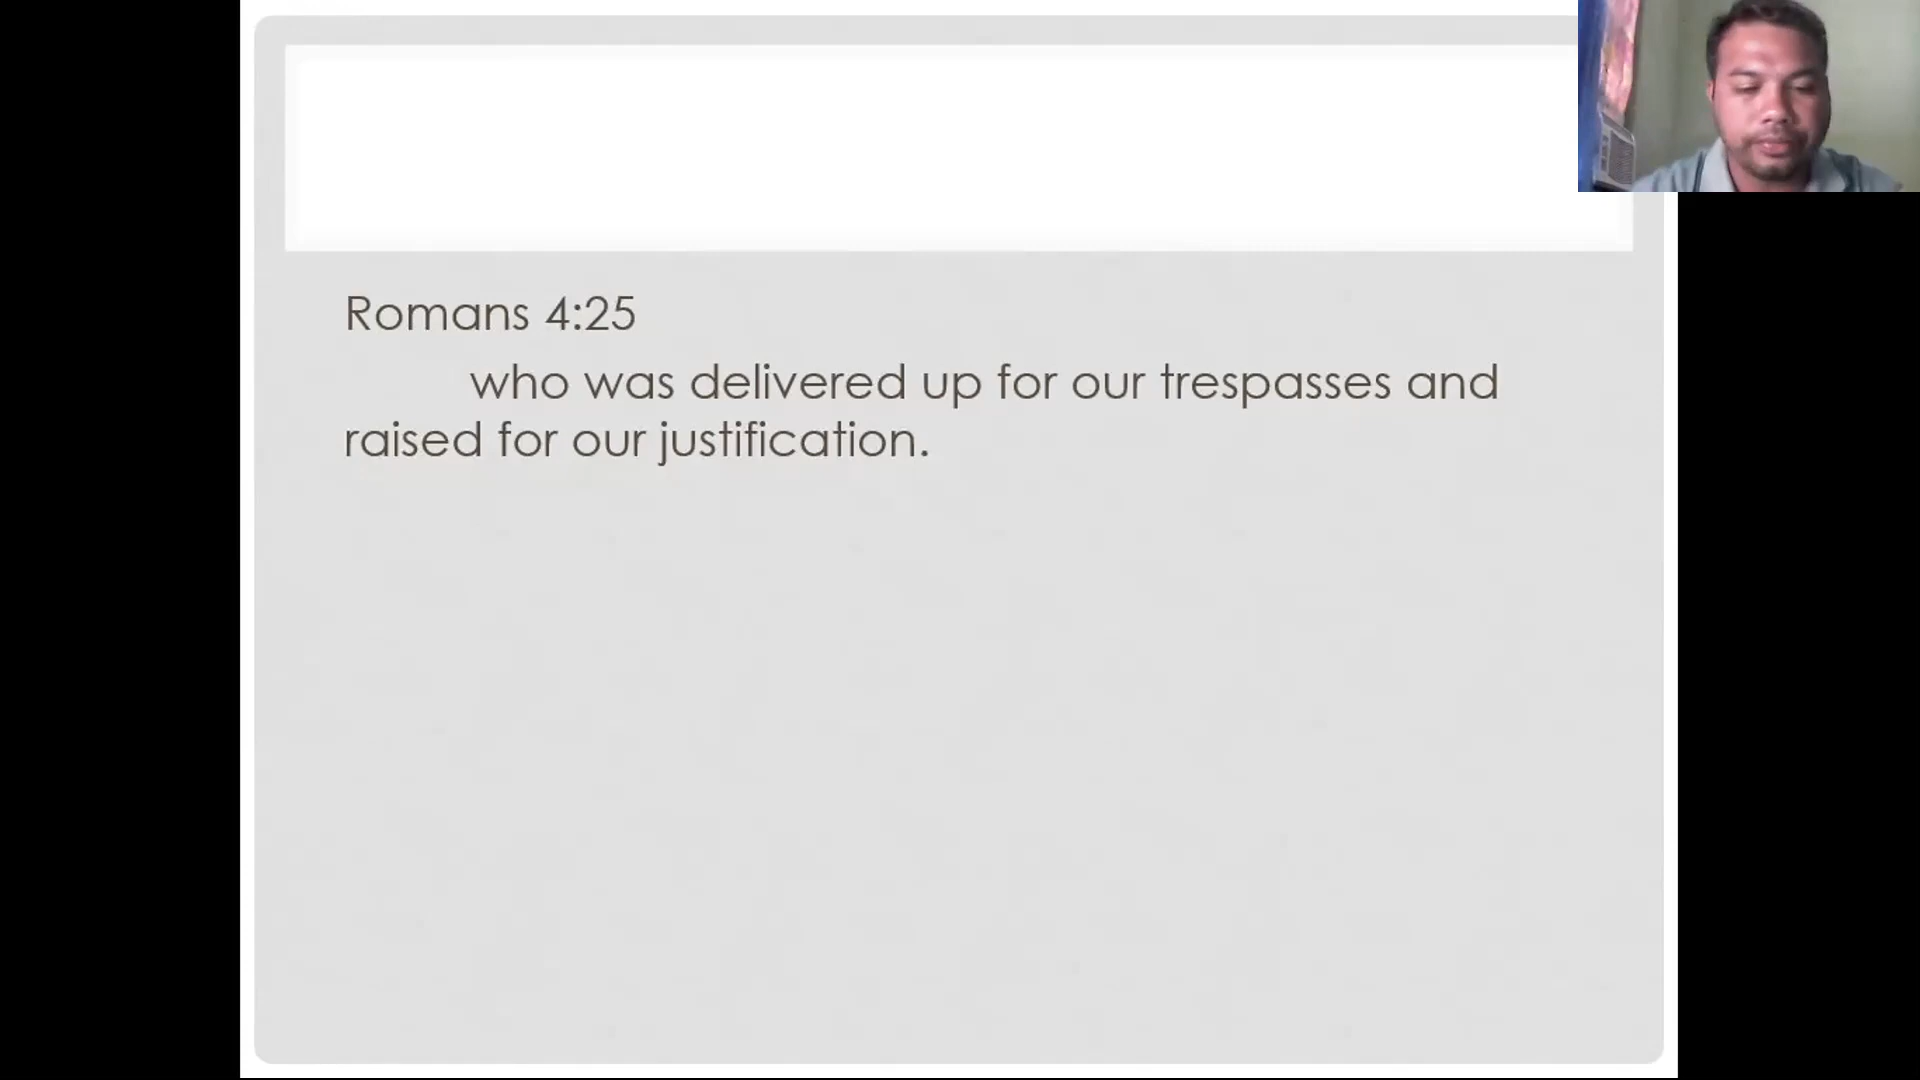 Romans 4:25
who was delivered up for our trespasses and
raised for our justification.